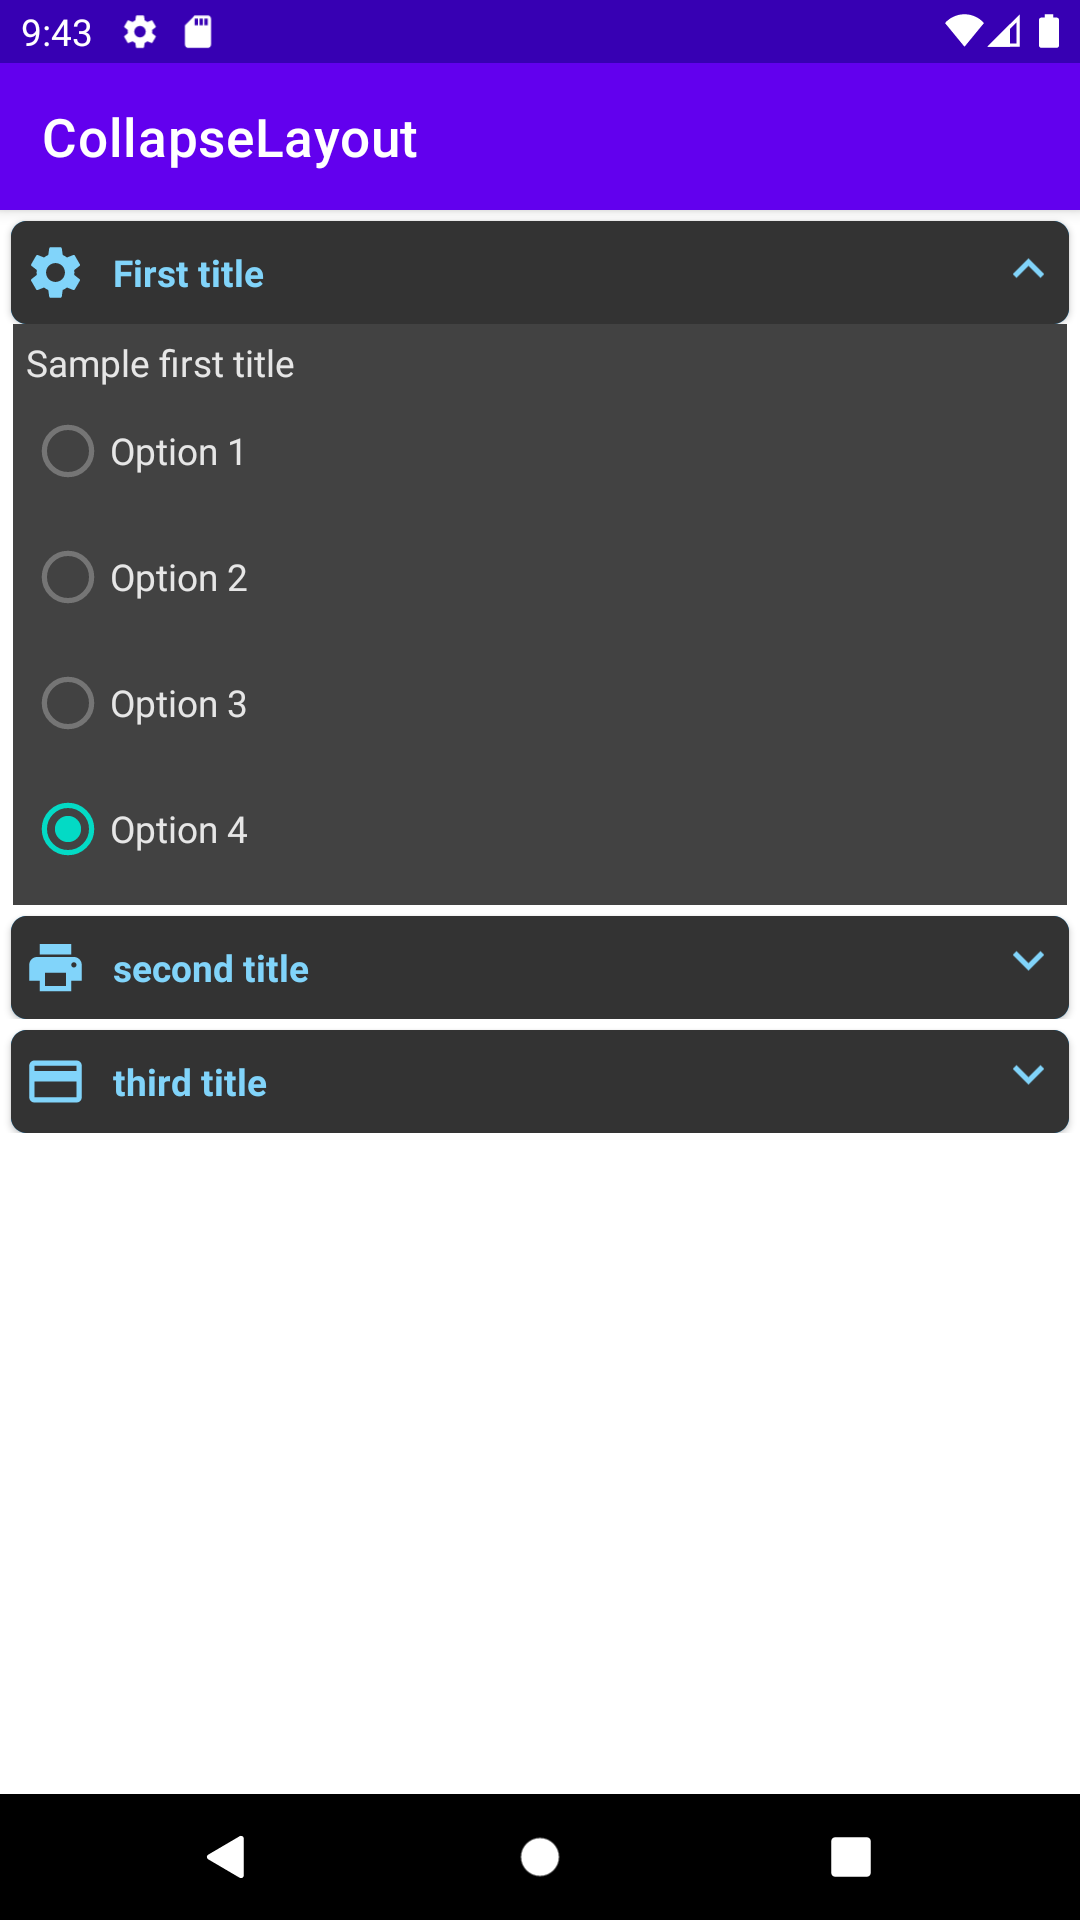 9:43
CollapseLayout
First title
Sample first title
Option 1
Option 2
Option 3
Option 4
second title
third title